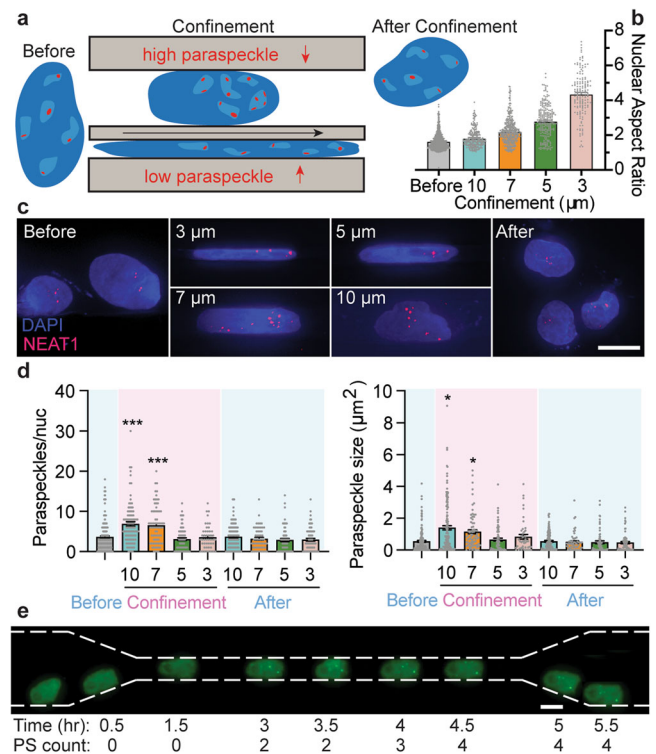 a
Before
Confinement
high paraspeckle ↓
low paraspeckle ↑
After Confinement
b
8
6
4
2
0
Nuclear Aspect Ratio
Before 10 7 5 3
Confinement (µm)
c
Before
DAPI
NEAT1
3 µm
5 µm
7 µm
10 µm
After
d
Paraspeckles/nuc
40
30
20
10
0
10 7 5 3 10 7 5 3
Before Confinement After
Paraspeckle size (µm²)
10
8
6
4
2
0
10 7 5 3 10 7 5 3
Before Confinement After
*** ***
* *
e
Time (hr): 0.5 1.5 3 3.5 4 4.5 5 5.5
PS count: 0 0 2 2 3 4 4 4